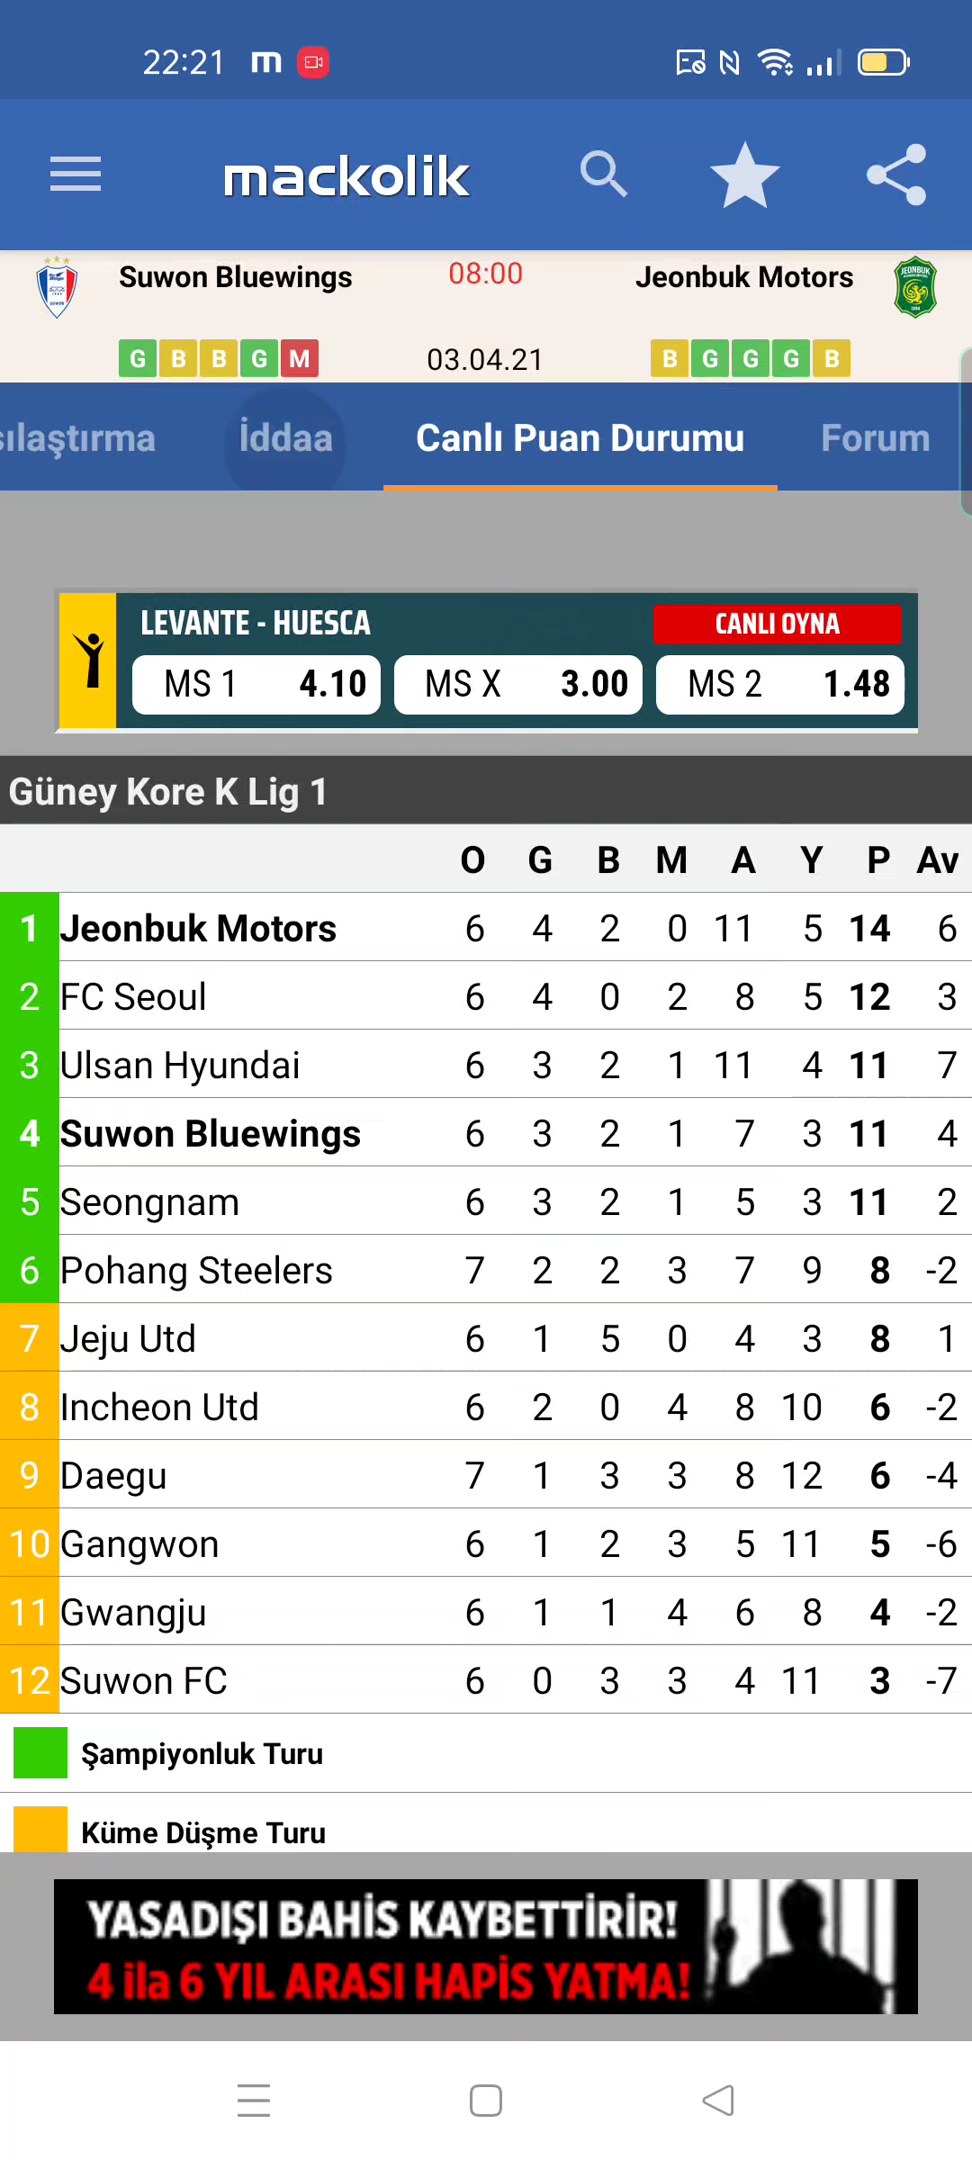 22:21 m
mackolik
Suwon Bluewings 08:00 Jeonbuk Motors
G B B G M 03.04.21 B G G G B
sılaştırma İddaa Canlı Puan Durumu Forum
LEVANTE - HUESCA CANLI OYNA
MS 1 4.10 MS X 3.00 MS 2 1.48
Güney Kore K Lig 1
O G B M A Y P Av
1 Jeonbuk Motors 6 4 2 0 11 5 14 6
2 FC Seoul 6 4 0 2 8 5 12 3
3 Ulsan Hyundai 6 3 2 1 11 4 11 7
4 Suwon Bluewings 6 3 2 1 7 3 11 4
5 Seongnam 6 3 2 1 5 3 11 2
6 Pohang Steelers 7 2 2 3 7 9 8 -2
7 Jeju Utd 6 1 5 0 4 3 8 1
8 Incheon Utd 6 2 0 4 8 10 6 -2
9 Daegu 7 1 3 3 8 12 6 -4
10 Gangwon 6 1 2 3 5 11 5 -6
11 Gwangju 6 1 1 4 6 8 4 -2
12 Suwon FC 6 0 3 3 4 11 3 -7
Şampiyonluk Turu
Küme Düşme Turu
YASADIŞI BAHİS KAYBETTİRİR!
4 ila 6 YIL ARASI HAPİS YATMA!